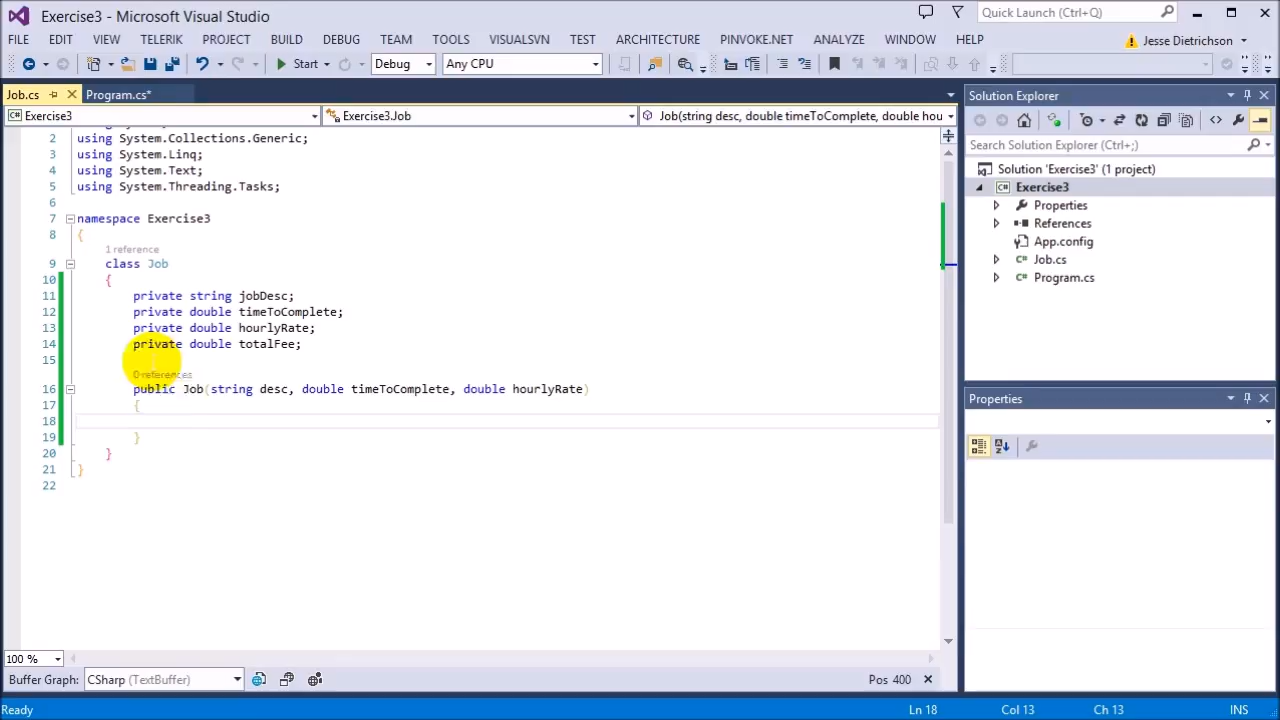 Exercise3 - Microsoft Visual Studio
Quick Launch (Ctrl+Q)
FILE EDIT VIEW TELERIK PROJECT BUILD DEBUG TEAM TOOLS VISUALSVN TEST ARCHITECTURE PINVOKE.NET ANALYZE WINDOW HELP
Jesse Dietrichson
Start Debug Any CPU
Job.cs Program.cs*
Exercise3 Exercise3.Job Job(string desc, double timeToComplete, double hou
2 using System.Collections.Generic;
3 using System.Linq;
4 using System.Text;
5 using System.Threading.Tasks;
6
7 namespace Exercise3
8 {
1 reference
9 class Job
10 {
11 private string jobDesc;
12 private double timeToComplete;
13 private double hourlyRate;
14 private double totalFee;
15
0 references
16 public Job(string desc, double timeToComplete, double hourlyRate)
17 {
18
19 }
20 }
21 }
22
100 %
Buffer Graph: CSharp (TextBuffer) Pos 400
Ready Ln 18 Col 13 Ch 13 INS
Solution Explorer
Search Solution Explorer (Ctrl+;)
Solution 'Exercise3' (1 project)
C# Exercise3
Properties
References
App.config
C# Job.cs
C# Program.cs
Properties